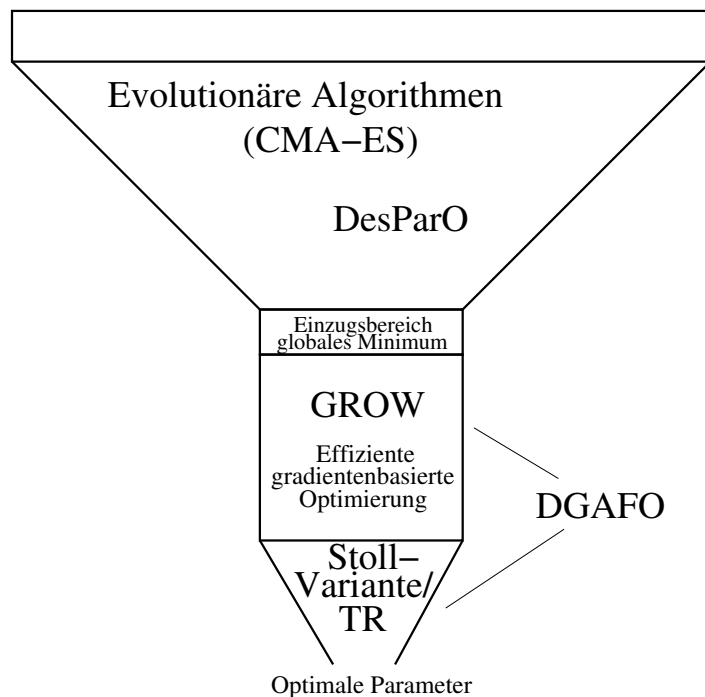 Evolutionäre Algorithmen
(CMA−ES)
DesParO
Einzugsbereich
globales Minimum
GROW
Effiziente
gradientenbasierte
Optimierung
DGAFO
Stoll−
Variante/
TR
Optimale Parameter